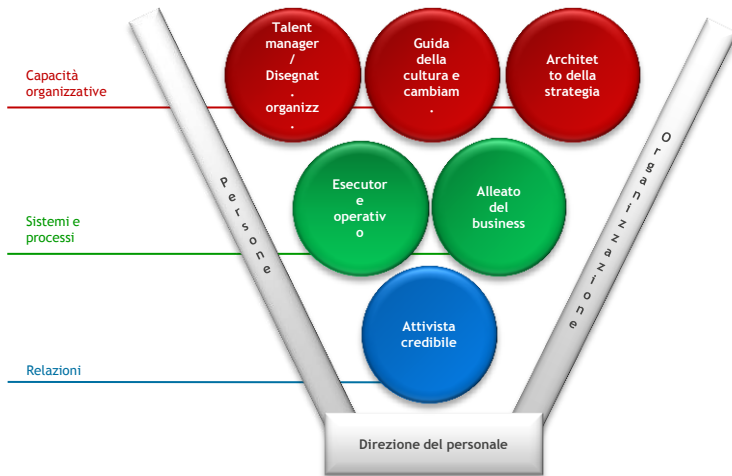 Talent
manager
/
Disegnat
.
organizz
.
Guida
della
cultura e
cambiam
.
Architet
to della
strategia
Capacità
organizzative
Persone
Organizzazione
Esecutor
e
operativ
o
Alleato
del
business
Sistemi e
processi
Attivista
credibile
Relazioni
Direzione del personale